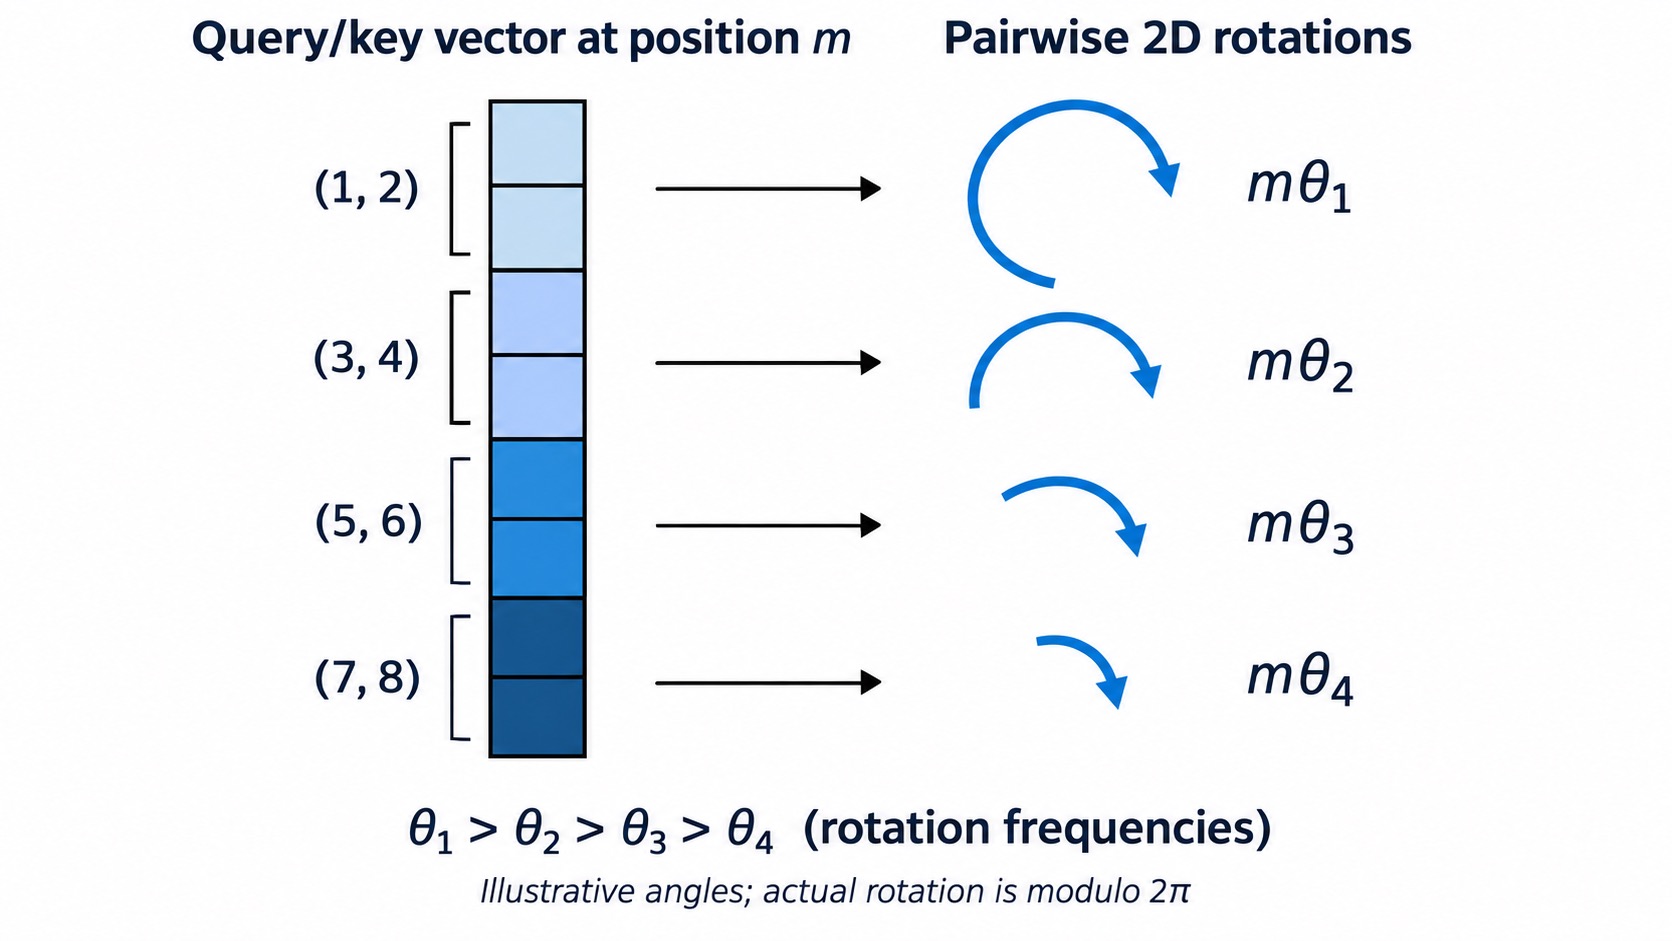 Query/key vector at position m
Pairwise 2D rotations
(1, 2)
mθ₁
(3, 4)
mθ₂
(5, 6)
mθ₃
(7, 8)
mθ₄
θ₁ > θ₂ > θ₃ > θ₄ (rotation frequencies)
Illustrative angles; actual rotation is modulo 2π